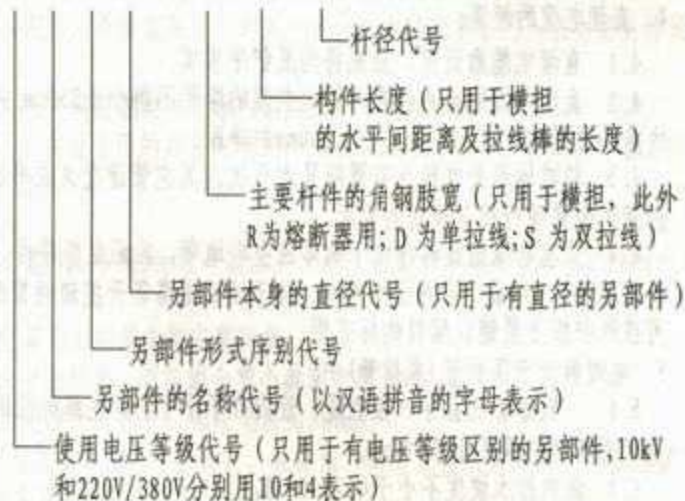 杆径代号
构件长度（只用于横担
的水平间距离及拉线棒的长度）
主要杆件的角钢肢宽（只用于横担，此外
R为熔断器用；D为单拉线；S 为双拉线）
另部件本身的直径代号（只用于有直径的另部件）
另部件形式序别代号
另部件的名称代号（以汉语拼音的字母表示）
使用电压等级代号（只用于有电压等级区别的另部件,10kV
和220V/380V分别用10和4表示）